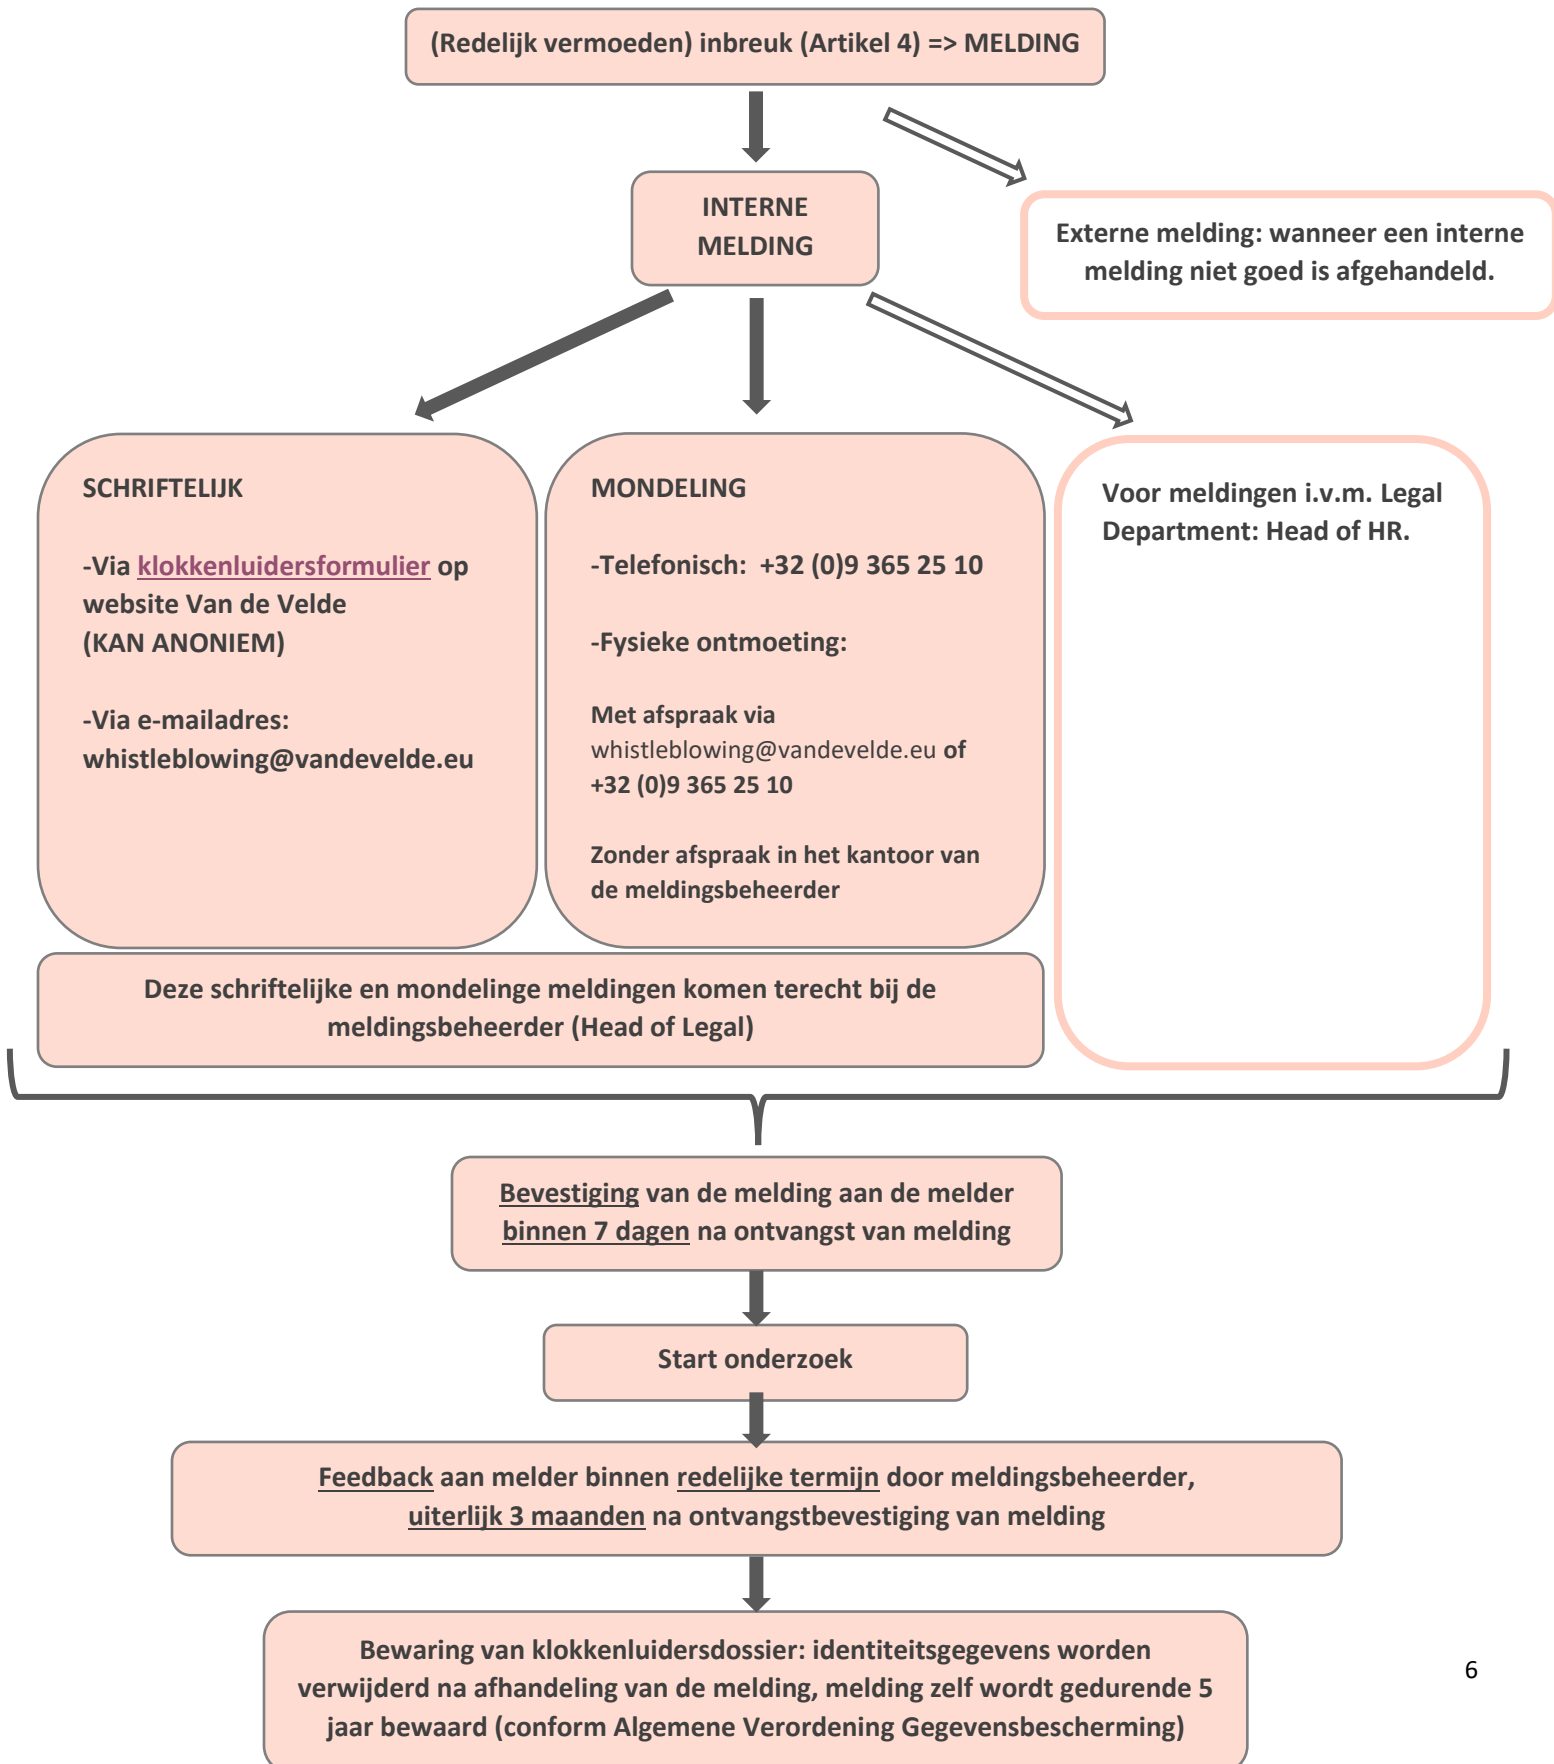 (Redelijk vermoeden) inbreuk (Artikel 4) => MELDING
INTERNE
MELDING
Externe melding: wanneer een interne
melding niet goed is afgehandeld.
SCHRIFTELIJK
-Via klokkenluidersformulier op
website Van de Velde
(KAN ANONIEM)
-Via e-mailadres:
whistleblowing@vandevelde.eu
MONDELING
-Telefonisch: +32 (0)9 365 25 10
-Fysieke ontmoeting:
Met afspraak via
whistleblowing@vandevelde.eu of
+32 (0)9 365 25 10
Zonder afspraak in het kantoor van
de meldingsbeheerder
Voor meldingen i.v.m. Legal
Department: Head of HR.
Deze schriftelijke en mondelinge meldingen komen terecht bij de
meldingsbeheerder (Head of Legal)
Bevestiging van de melding aan de melder
binnen 7 dagen na ontvangst van melding
Start onderzoek
Feedback aan melder binnen redelijke termijn door meldingsbeheerder,
uiterlijk 3 maanden na ontvangstbevestiging van melding
Bewaring van klokkenluidersdossier: identiteitsgegevens worden
verwijderd na afhandeling van de melding, melding zelf wordt gedurende 5
jaar bewaard (conform Algemene Verordening Gegevensbescherming)
6